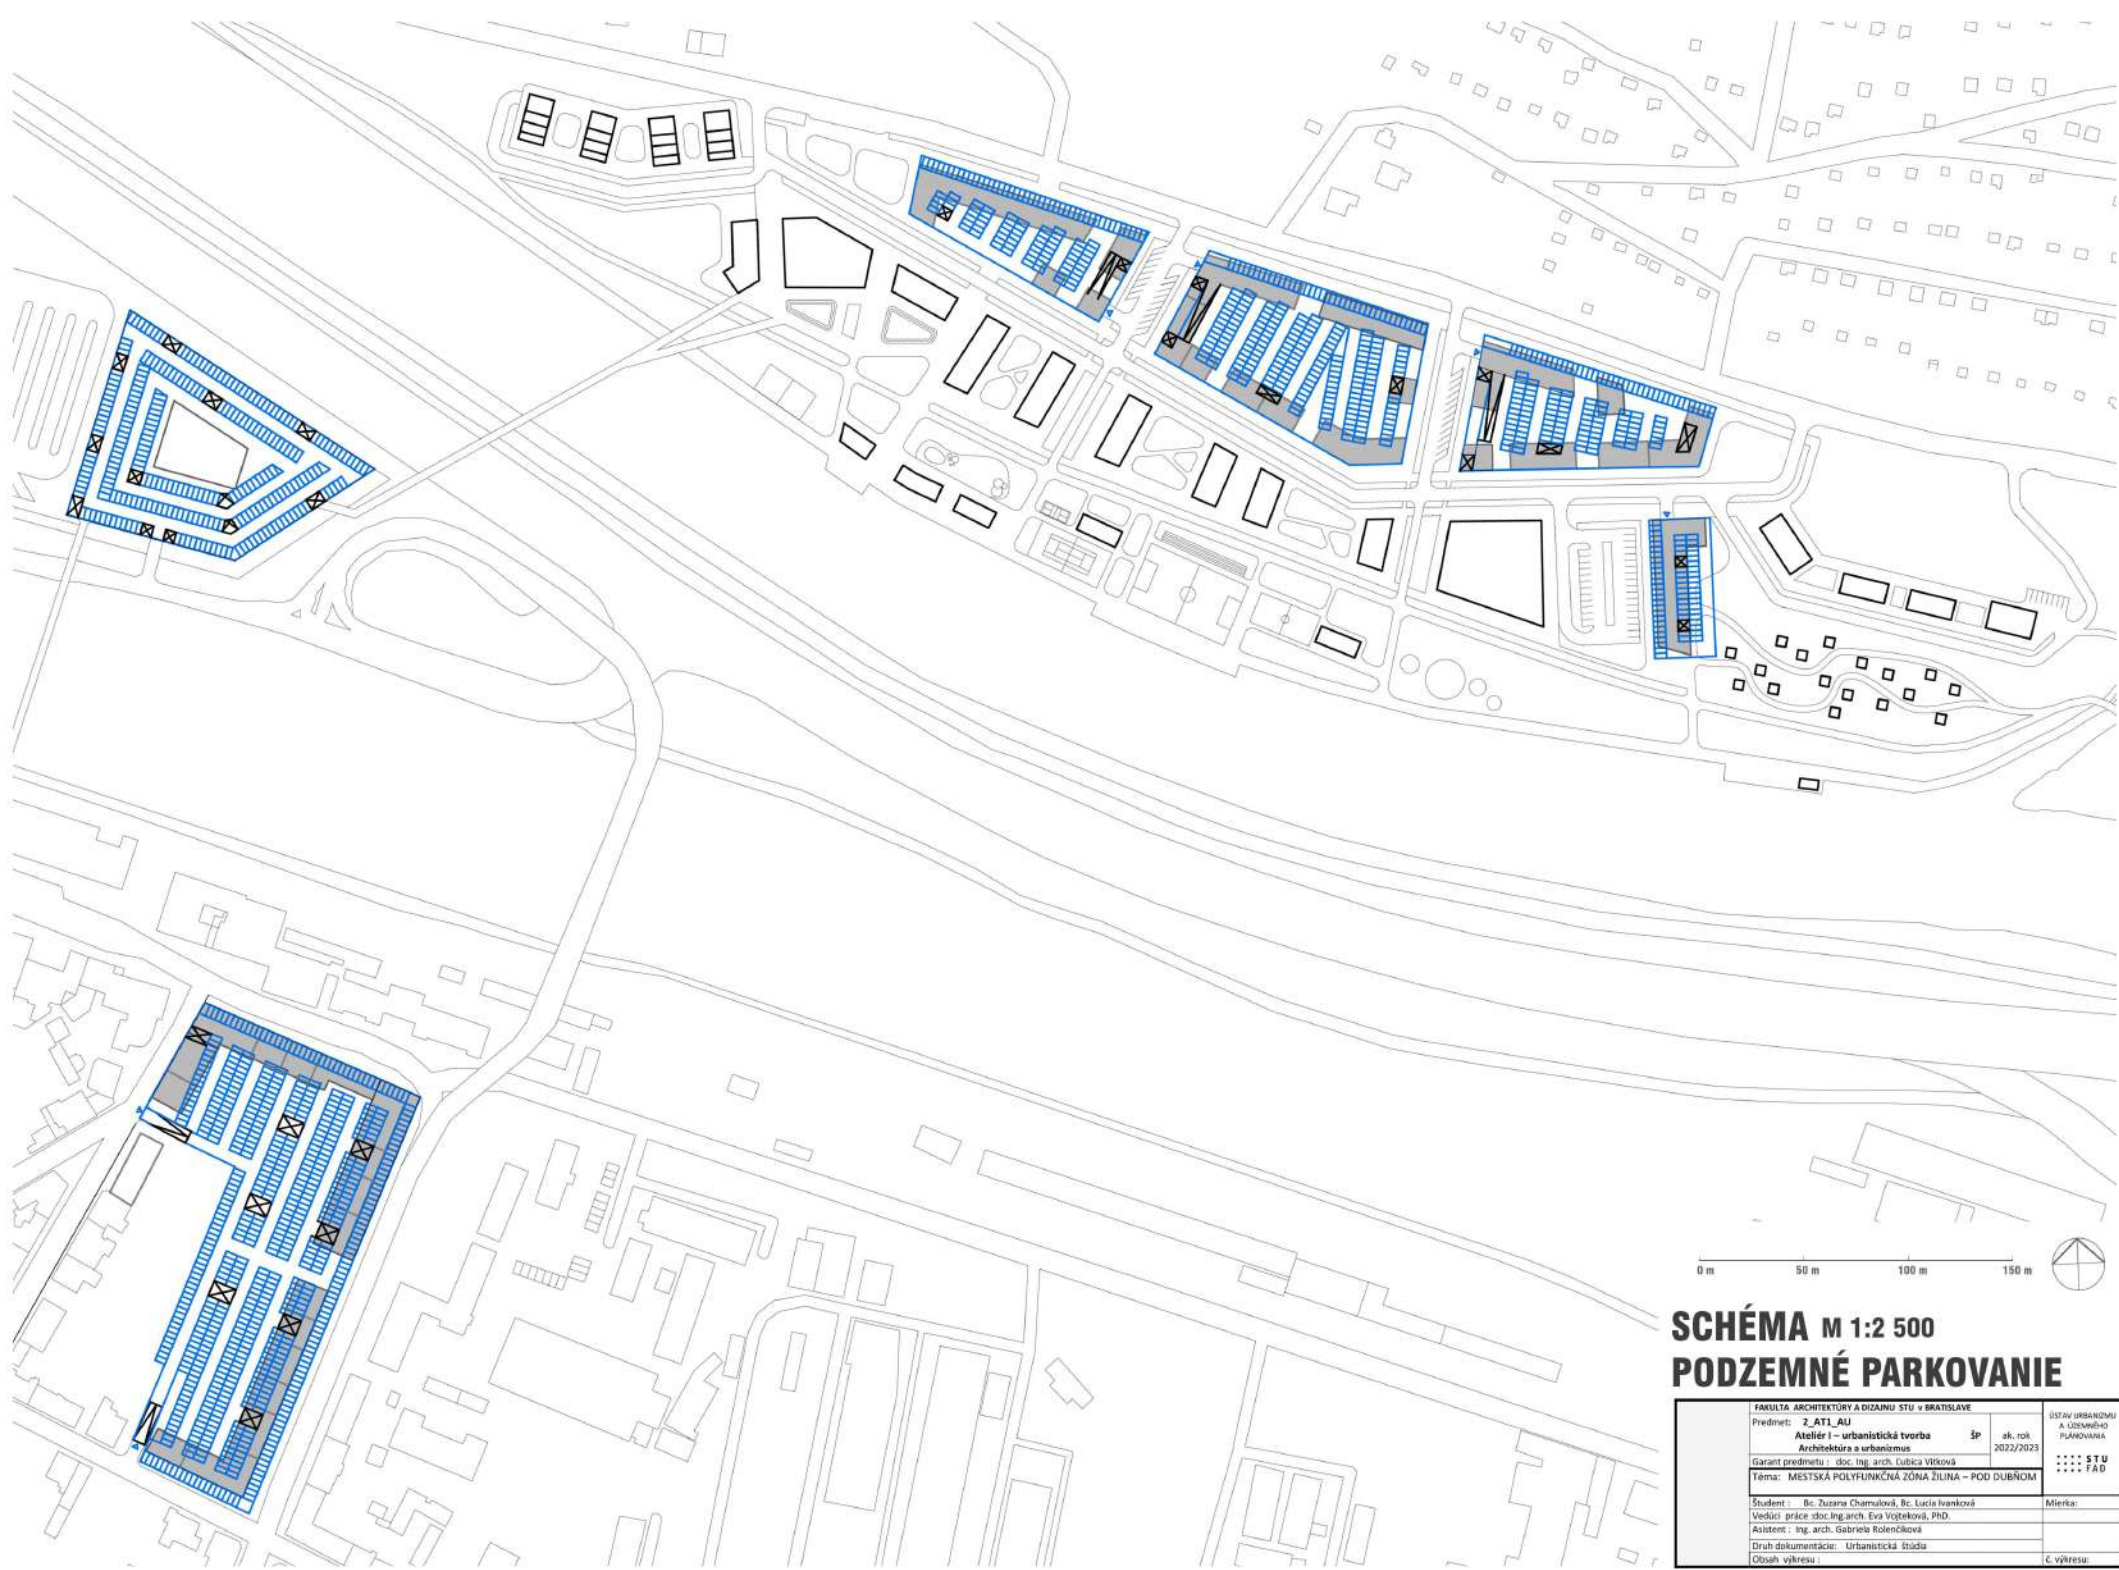 0 m 50 m 100 m 150 m
SCHÉMA M 1:2 500
PODZEMNÉ PARKOVANIE
FAKULTA ARCHITEKTÚRY A DIZAJNU STU v BRATISLAVE
Predmet: 2_AT1_AU
Ateliér I – urbanistická tvorba ŠP
Architektúra a urbanizmus
ak. rok
2022/2023
ÚSTAV URBANIZMU
A ÚZEMNÉHO
PLÁNOVANIA
STU
FAD
Garant predmetu : doc. Ing. arch. Ľubica Vitková
Téma: MESTSKÁ POLYFUNKČNÁ ZÓNA ŽILINA – POD DUBŇOM
Študent : Bc. Zuzana Chamulová, Bc. Lucia Ivanková
Mierka:
Vedúci práce :doc.Ing.arch. Eva Vojteková, PhD.
Asistent : Ing. arch. Gabriela Rolenčíková
Druh dokumentácie: Urbanistická štúdia
Obsah výkresu :
č. výkresu: